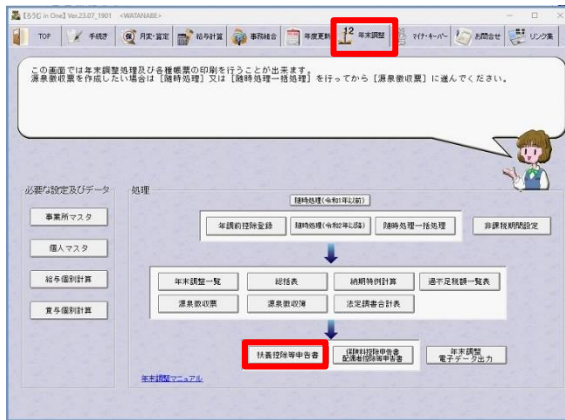 【ろうむ in One】 Ver.23.07_1901 <WATANABE>
TOP
手続き
月変・算定
給与計算
事務組合
年度更新
12
年末調整
マイナ・キーパー
お問合せ
リンク集
この画面では年末調整処理及び各種帳票の印刷を行うことが出来ます。
源泉徴収票を作成したい場合は［随時処理］又は［随時処理一括処理］を行ってから［源泉徴収票］に進んでください。
必要な設定及びデータ
事業所マスタ
個人マスタ
給与個別計算
賞与個別計算
処理
随時処理(令和1年以前)
年調前控除登録
随時処理(令和2年以降)
随時処理一括処理
非課税期間設定
年末調整一覧
総括表
納期特例計算
過不足税額一覧表
源泉徴収票
源泉徴収簿
法定調書合計表
扶養控除等申告書
保険料控除申告書
配偶者控除等申告書
年末調整
電子データ出力
年末調整マニュアル